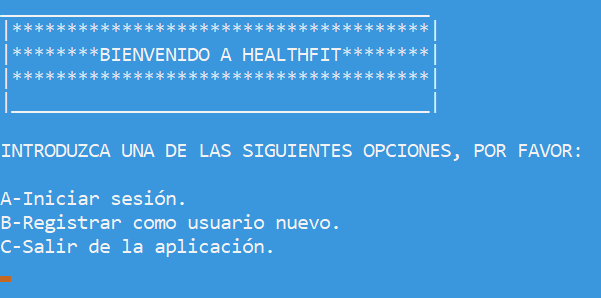 _______________________________________
|**************************************|
|********BIENVENIDO A HEALTHFIT********|
|**************************************|
|______________________________________|
INTRODUZCA UNA DE LAS SIGUIENTES OPCIONES, POR FAVOR:
A-Iniciar sesión.
B-Registrar como usuario nuevo.
C-Salir de la aplicación.